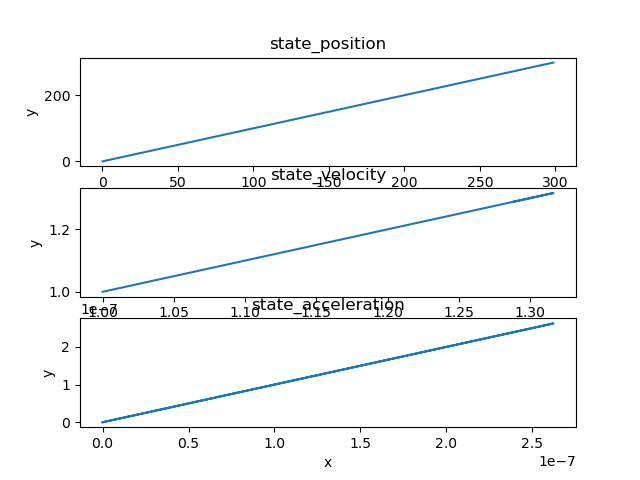 state_position
y
200
0
0 50 100 150 200 250 300
state_velocity
y
1.2
1.0
1.00 1.05 1.10 1.15 1.20 1.25 1.30
1e−7
state_acceleration
y
2
1
0
0.0 0.5 1.0 1.5 2.0 2.5
x
1e−7